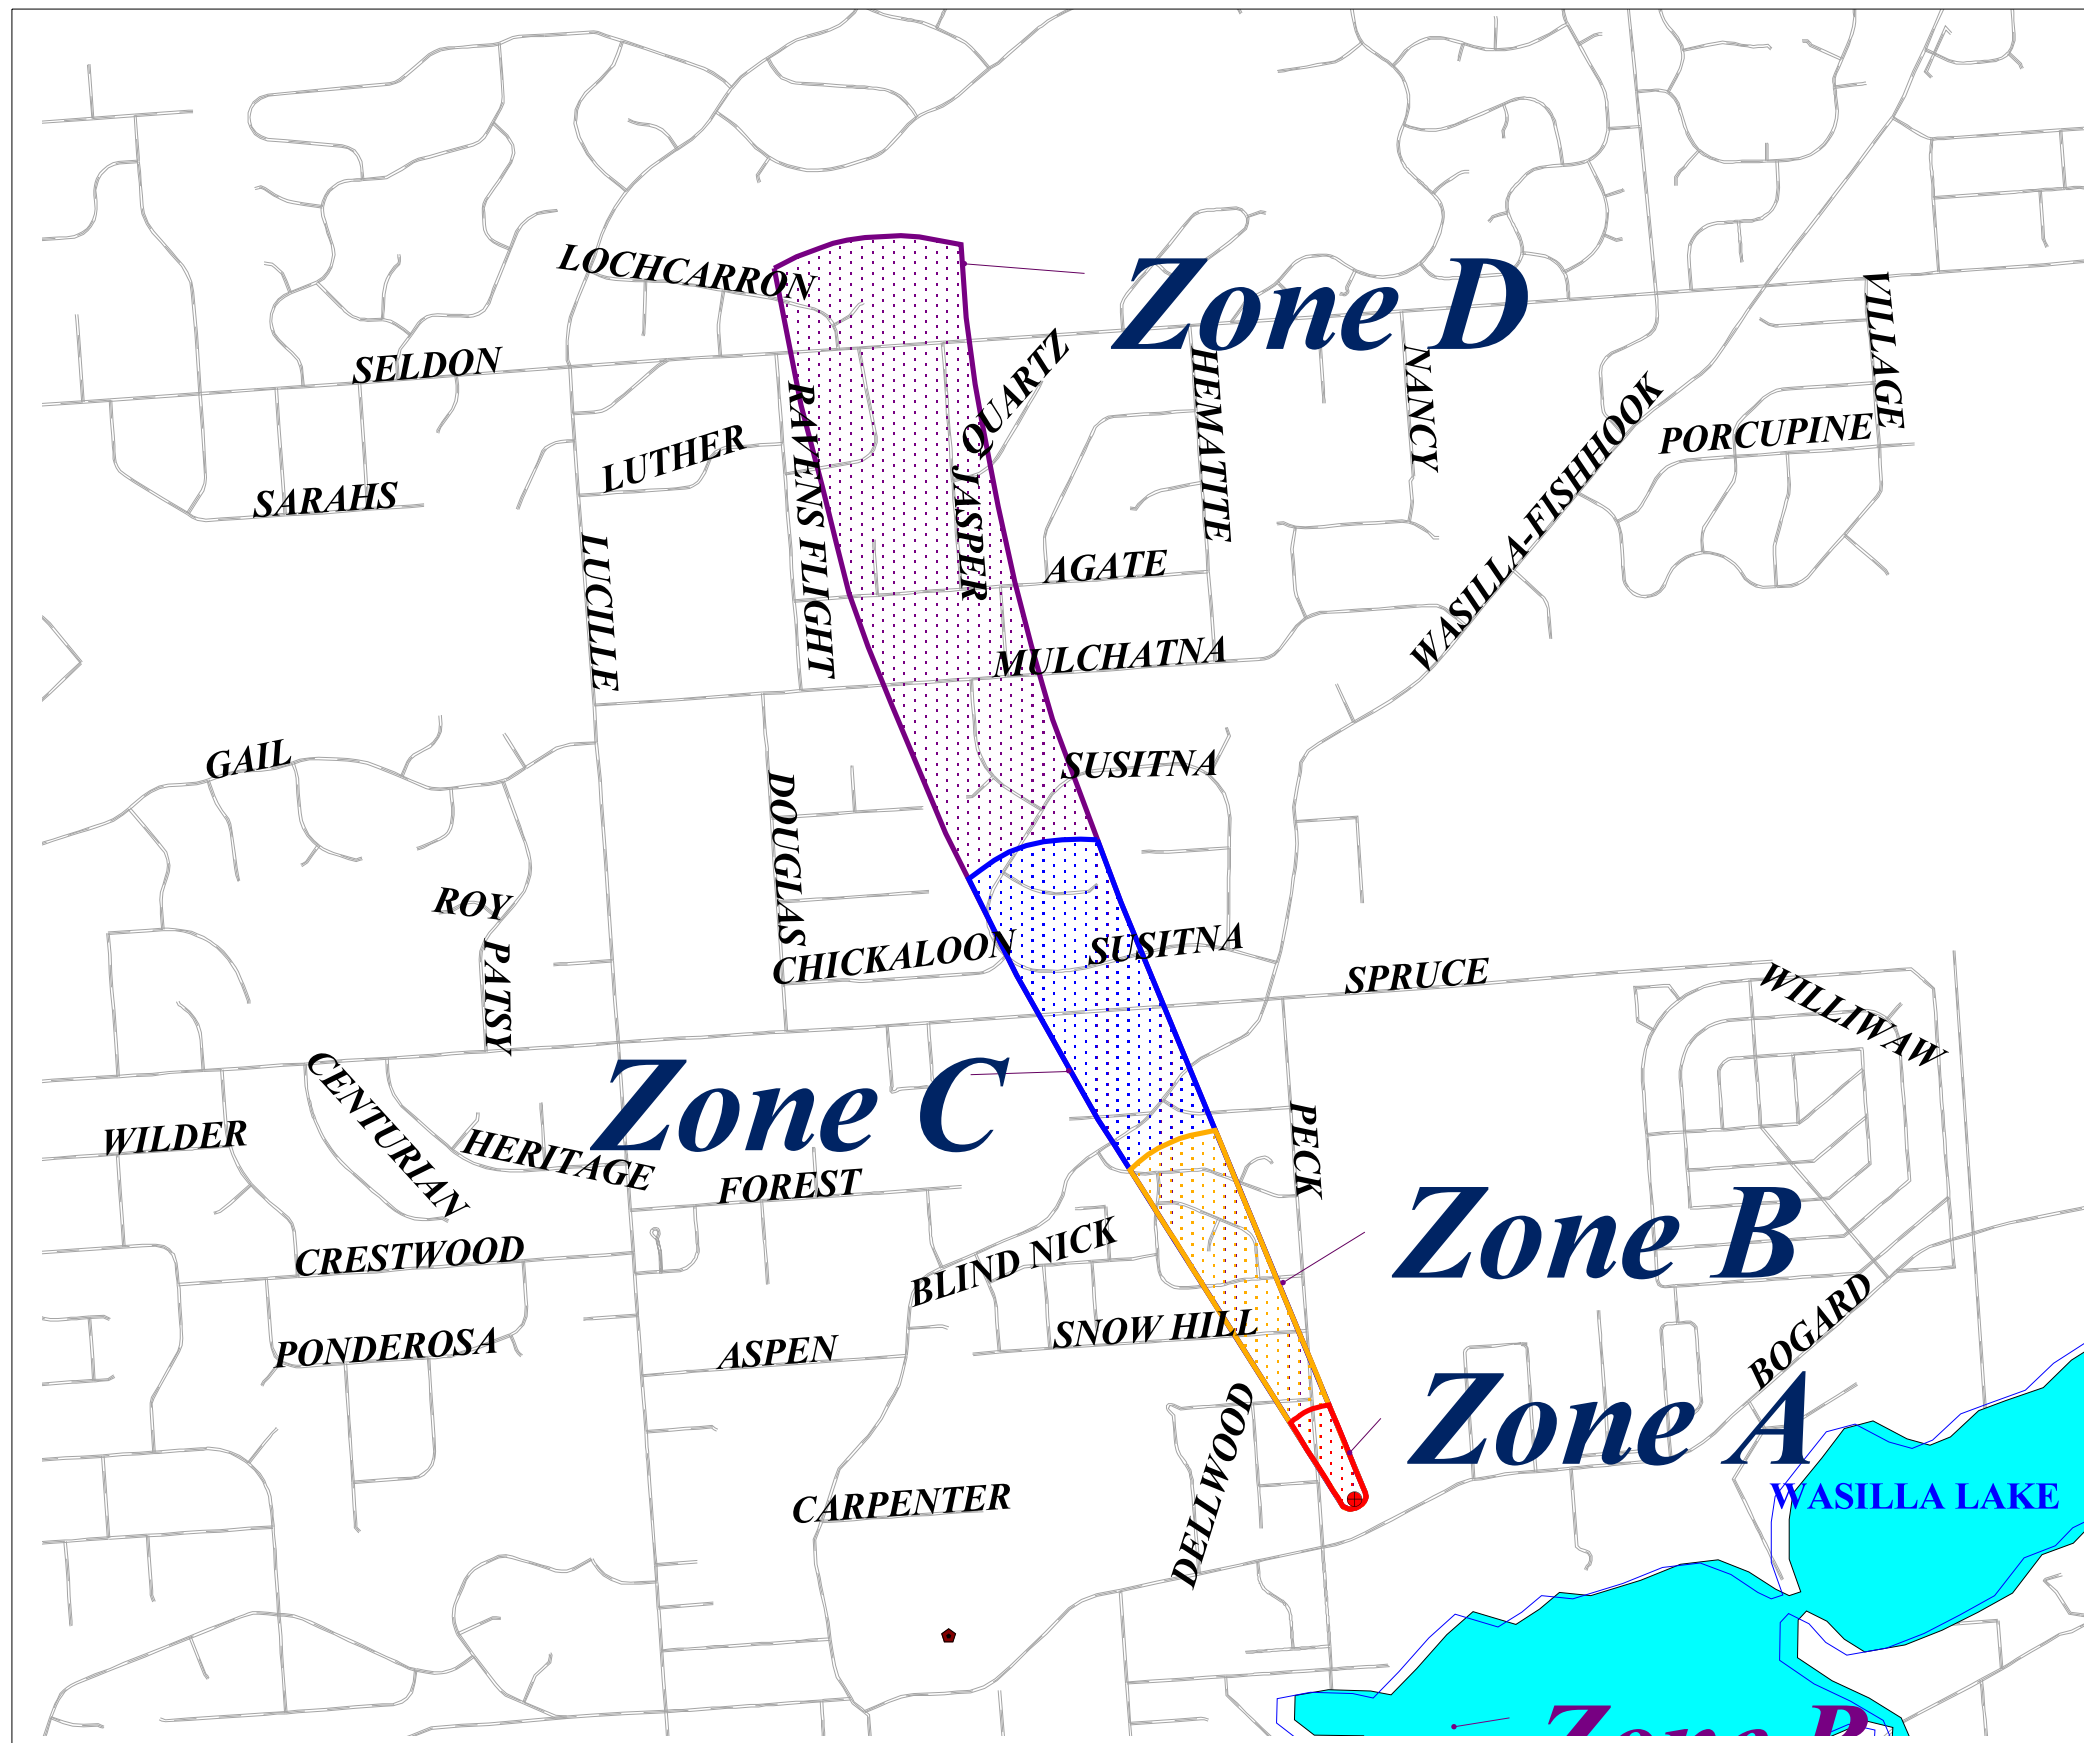 LOCHCARRON
Zone D
VILLAGE
SELDON
QUARTZ
HEMATITE
NANCY
WASILLA-FISHHOOK
PORCUPINE
LUTHER
RAVENS FLIGHT
JASPER
SARAHS
LUCILLE
AGATE
MULCHATNA
GAIL
SUSITNA
DOUGLAS
ROY
PATSY
CHICKALOON
SUSITNA
SPRUCE
WILLIWAW
Zone C
CENTURIAN
WILDER
HERITAGE
FOREST
PECK
Zone B
CRESTWOOD
BLIND NICK
BOGARD
PONDEROSA
ASPEN
SNOW HILL
Zone A
DELLWOOD
CARPENTER
WASILLA LAKE
Zone